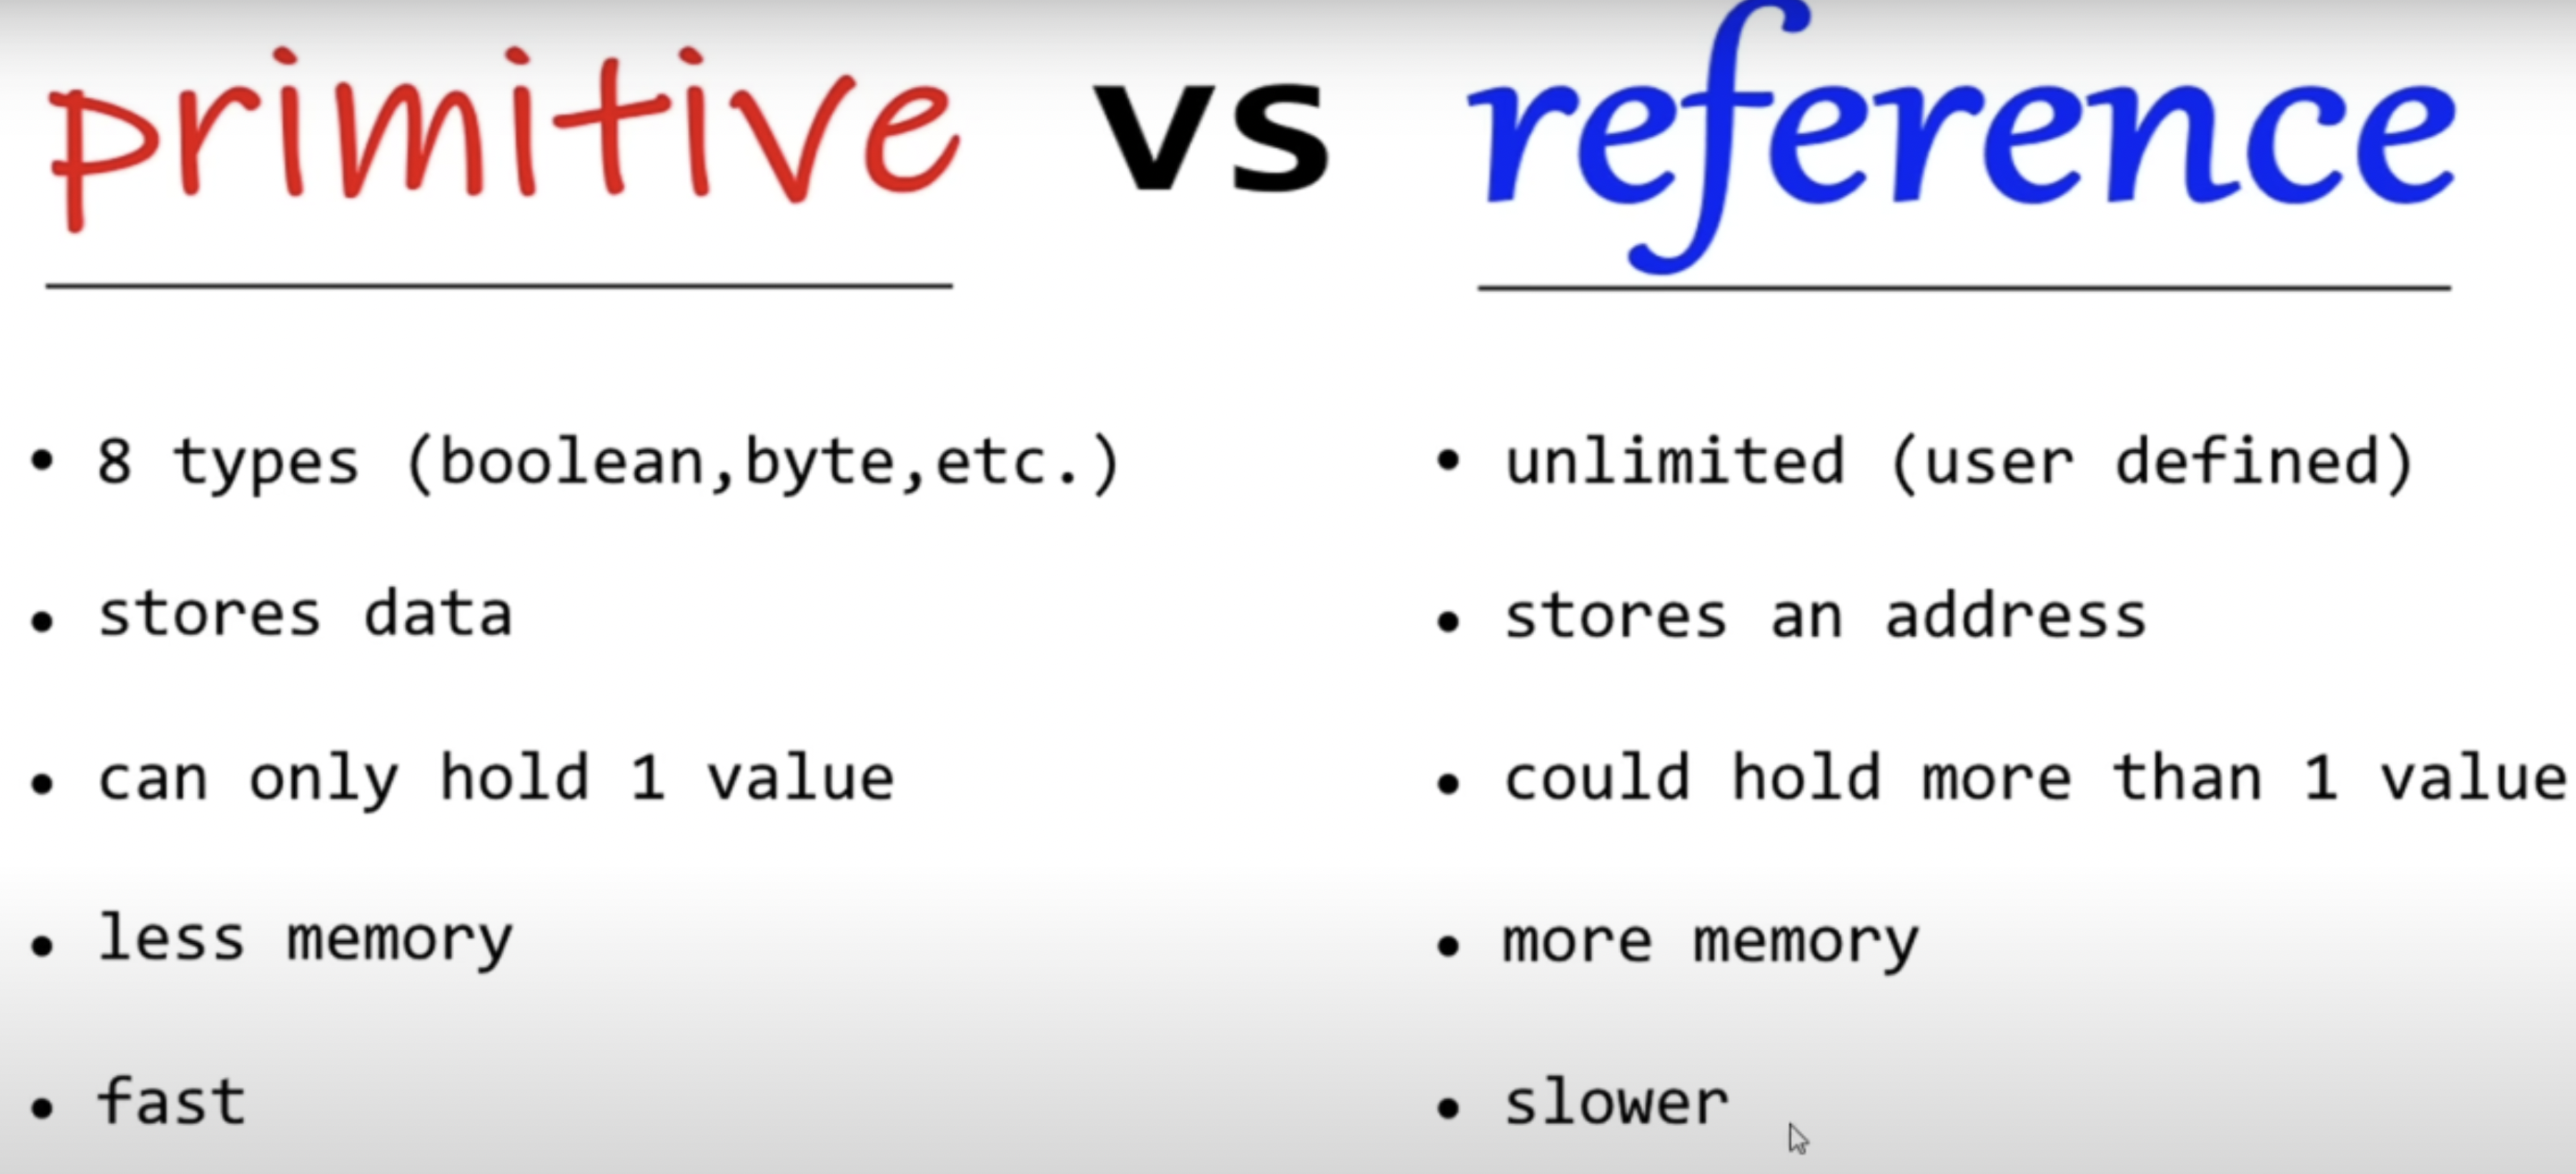 primitive vs reference
8 types (boolean,byte,etc.)
stores data
can only hold 1 value
less memory
fast
unlimited (user defined)
stores an address
could hold more than 1 value
more memory
slower